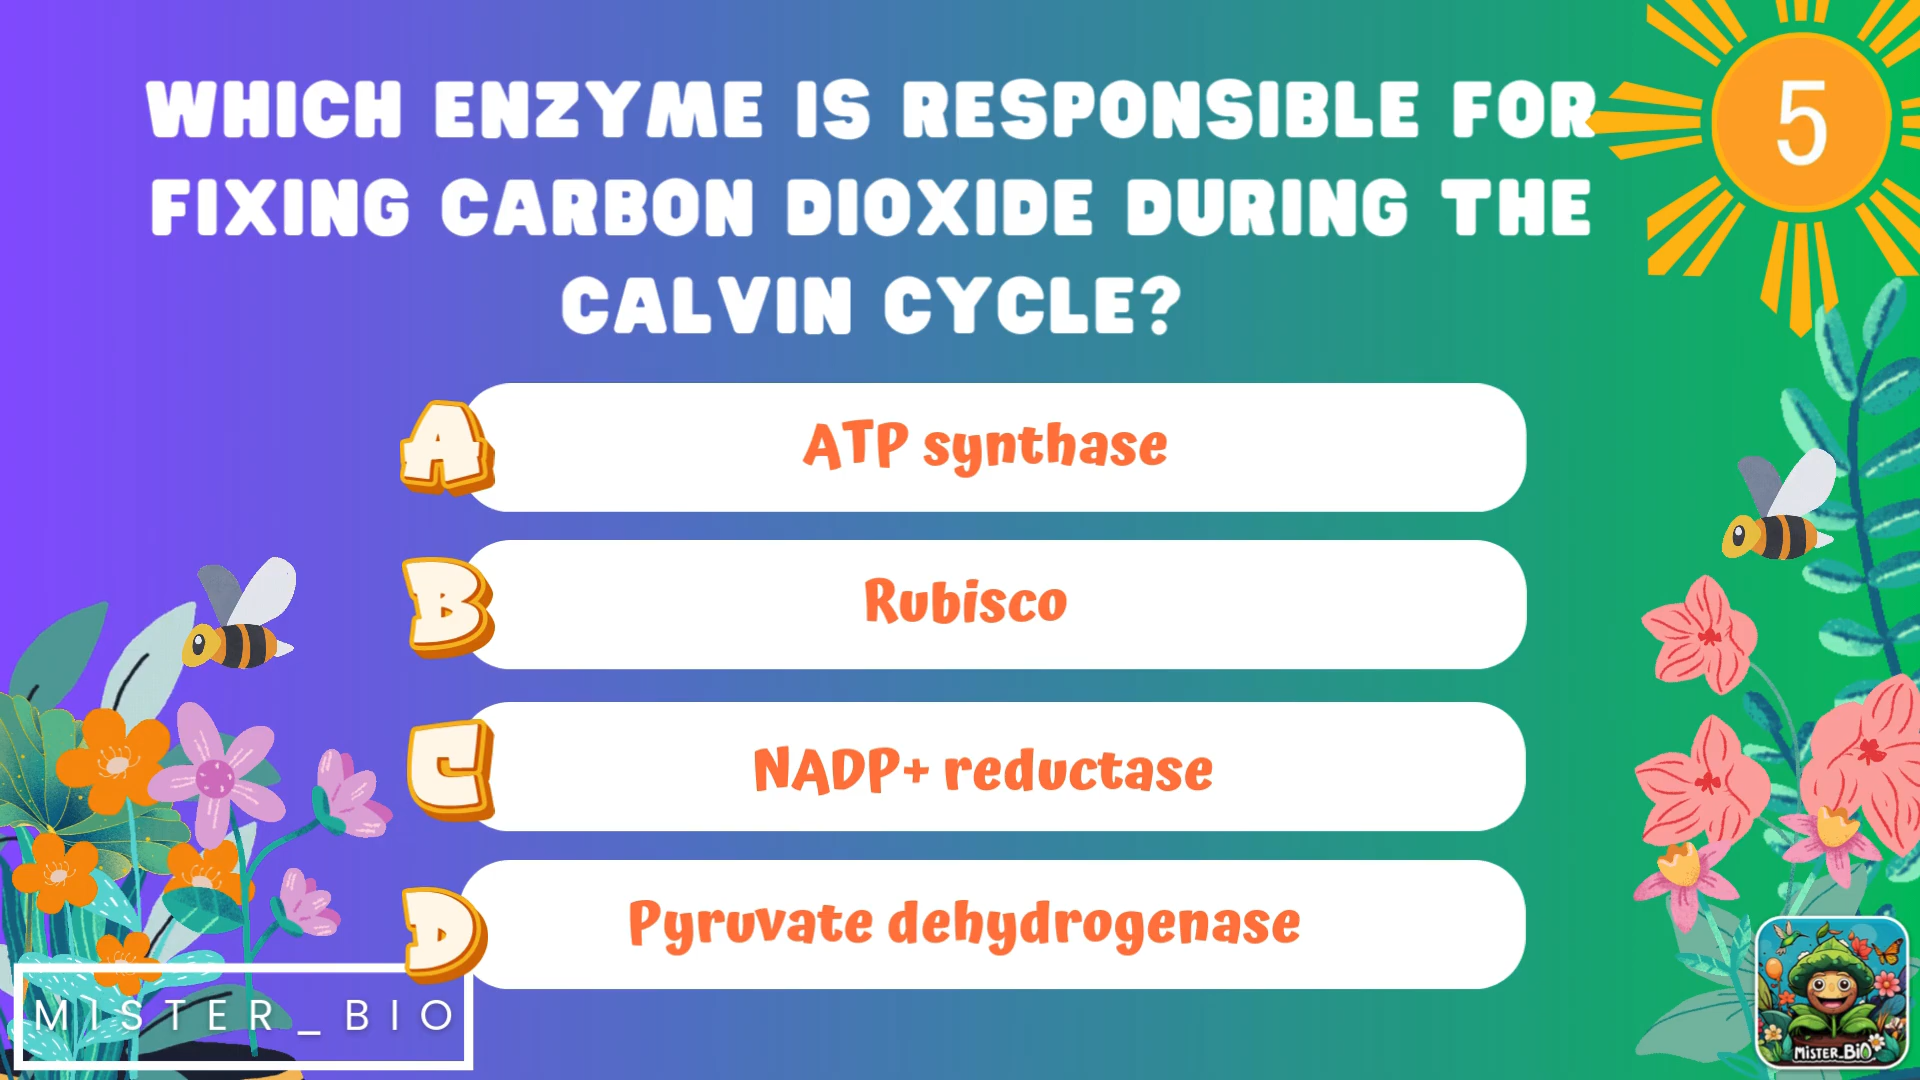 WHICH ENZYME IS RESPONSIBLE FOR
FIXING CARBON DIOXIDE DURING THE
CALVIN CYCLE?
5
A
ATP synthase
B
Rubisco
C
NADP+ reductase
D
Pyruvate dehydrogenase
MISTER_BIO
MiSTER_BiO